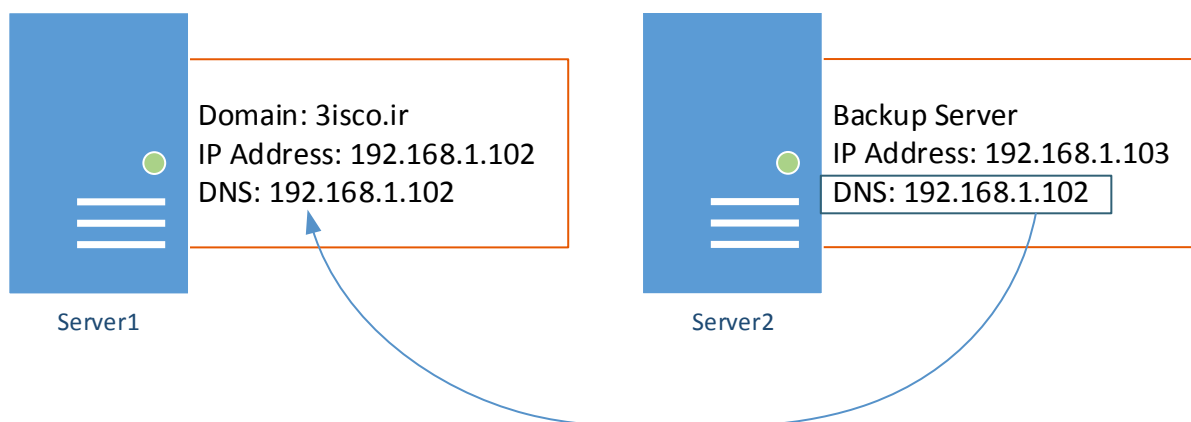 Domain: 3isco.ir
IP Address: 192.168.1.102
DNS: 192.168.1.102
Server1
Backup Server
IP Address: 192.168.1.103
DNS: 192.168.1.102
Server2